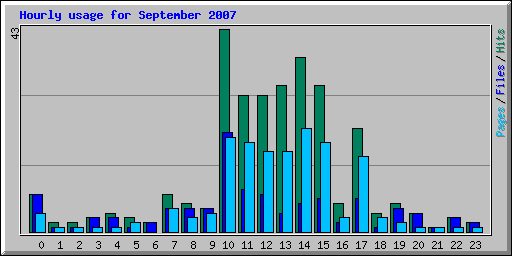 Hourly usage for September 2007
43
Pages/Files/Hits
0 1 2 3 4 5 6 7 8 9 10 11 12 13 14 15 16 17 18 19 20 21 22 23